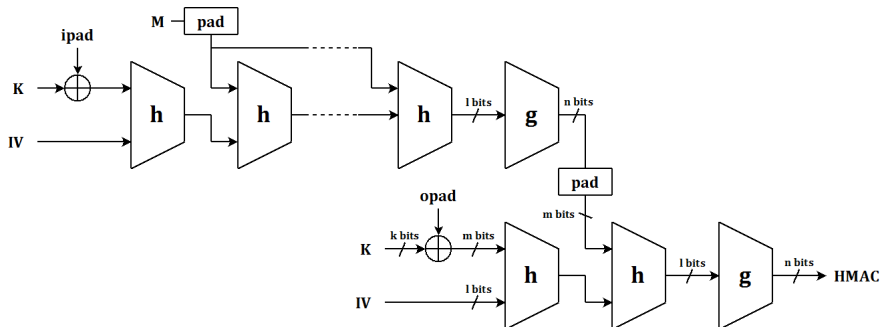 M pad
ipad
K
h h h l bits g n bits
IV
pad
opad m bits
K k bits m bits
h h l bits g n bits HMAC
IV l bits